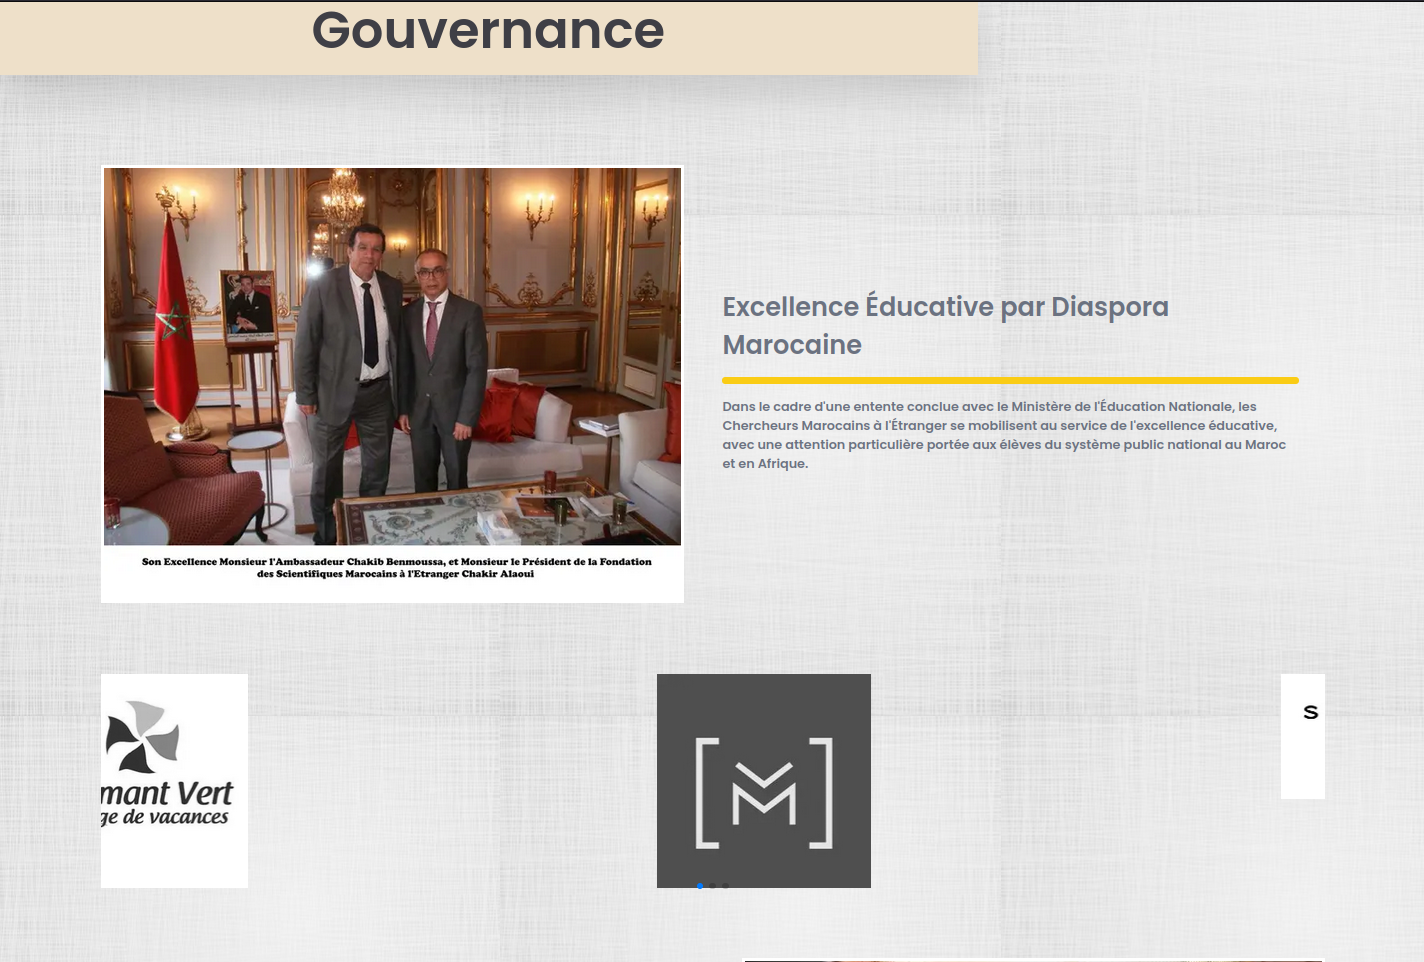 Gouvernance
Excellence Éducative par Diaspora
Marocaine
Dans le cadre d'une entente conclue avec le Ministère de l'Éducation Nationale, les
Chercheurs Marocains à l'Étranger se mobilisent au service de l'excellence éducative,
avec une attention particulière portée aux élèves du système public national au Maroc
et en Afrique.
Son Excellence Monsieur l'Ambassadeur Chakib Benmoussa, et Monsieur le Président de la Fondation
des Scientifiques Marocains à l'Etranger Chakir Alaoui
mant Vert
ge de vacances
[M]
S